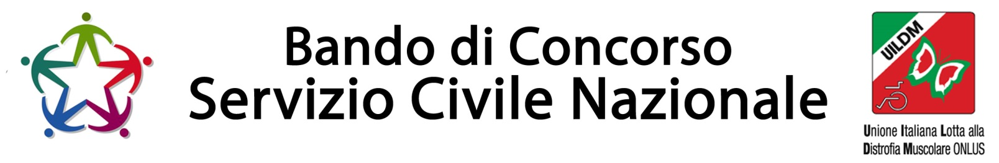 Bando di Concorso
Servizio Civile Nazionale
UILDM
Unione Italiana Lotta alla
Distrofia Muscolare ONLUS